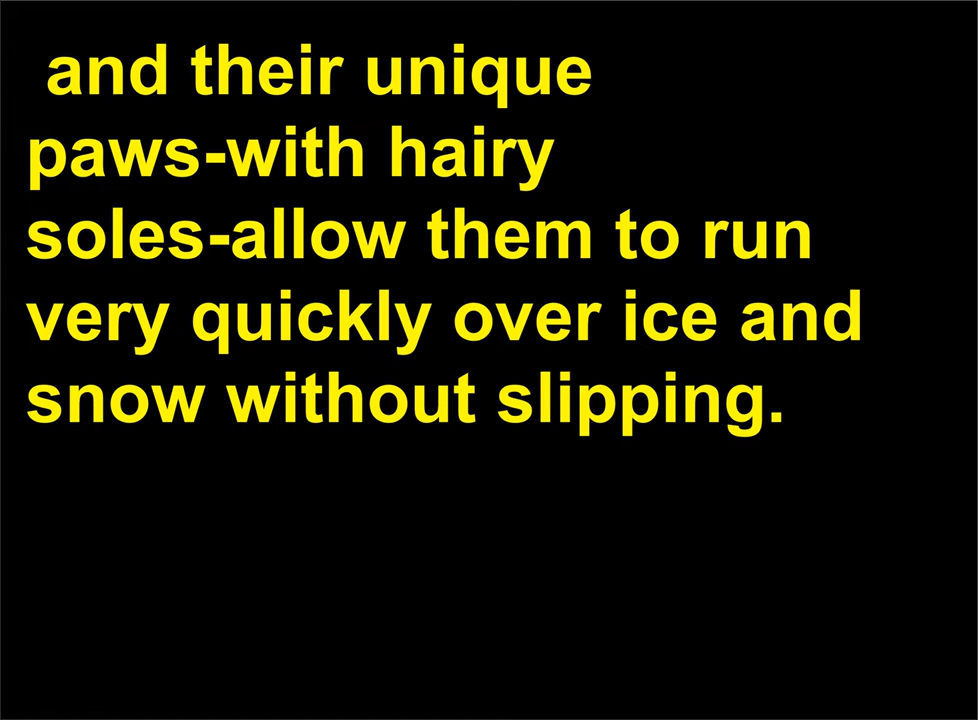 and their unique
paws-with hairy
soles-allow them to run
very quickly over ice and
snow without slipping.